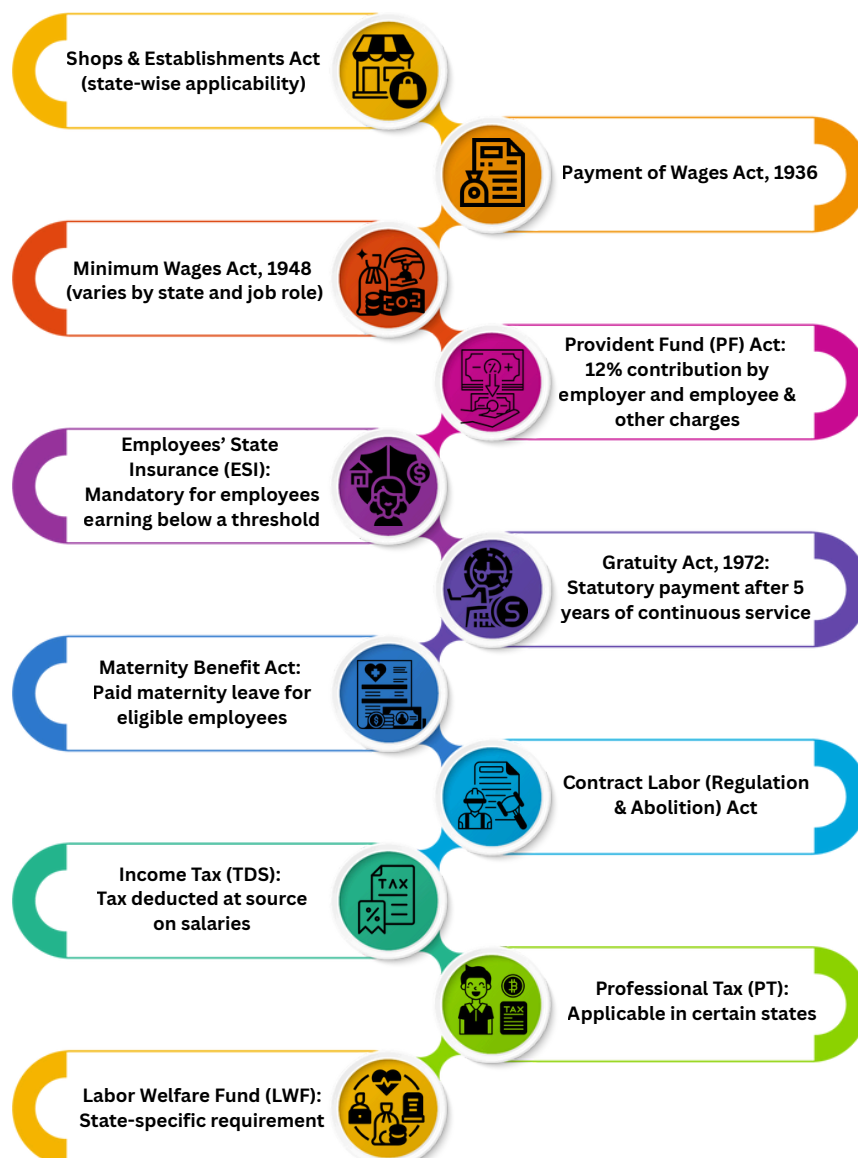 Shops & Establishments Act
(state-wise applicability)
Payment of Wages Act, 1936
Minimum Wages Act, 1948
(varies by state and job role)
Provident Fund (PF) Act:
12% contribution by
employer and employee &
other charges
Employees’ State
Insurance (ESI):
Mandatory for employees
earning below a threshold
Gratuity Act, 1972:
Statutory payment after 5
years of continuous service
Maternity Benefit Act:
Paid maternity leave for
eligible employees
Contract Labor (Regulation
& Abolition) Act
Income Tax (TDS):
Tax deducted at source
on salaries
TAX
Professional Tax (PT):
Applicable in certain states
TAX
Labor Welfare Fund (LWF):
State-specific requirement